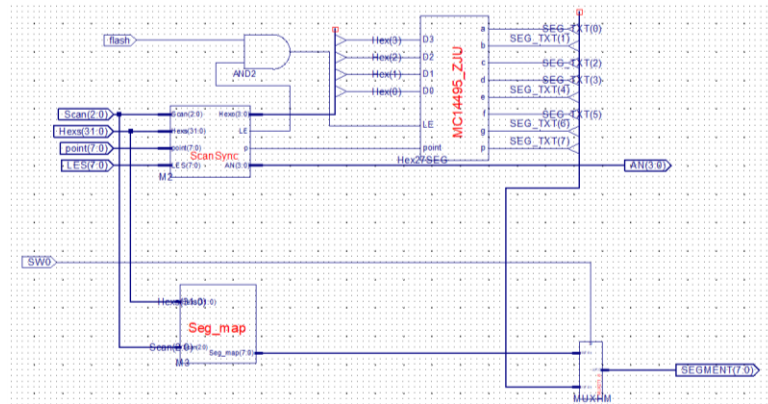 flash
AND2
Hex(3)
Hex(2)
Hex(1)
Hex(0)
D3
D2
D1
D0
LE
point
MC14495_ZJU
Hex27SEG
a
b
c
d
e
f
g
p
SEG_TXT(0)
SEG_TXT(1)
SEG_TXT(2)
SEG_TXT(3)
SEG_TXT(4)
SEG_TXT(5)
SEG_TXT(6)
SEG_TXT(7)
Scan(2:0)
Hexs(31:0)
point(7:0)
LES(7:0)
Scan(2:0)
Hexs(31:0)
point(7:0)
LES(7:0)
Hexo(3:0)
LE
p
AN(3:0)
ScanSync
M2
AN(3:0)
SW0
Hexs(31:0)
Scan(2:0)
Seg_map
Seg_map(7:0)
M3
MUXHM
SEGMENT(7:0)